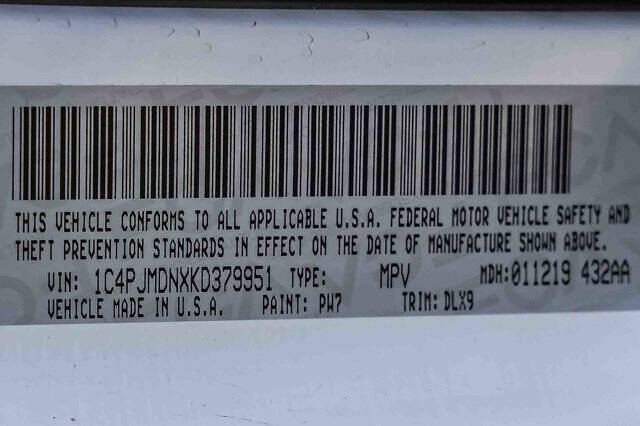 THIS VEHICLE CONFORMS TO ALL APPLICABLE U.S.A. FEDERAL MOTOR VEHICLE SAFETY AND
THEFT PREVENTION STANDARDS IN EFFECT ON THE DATE OF MANUFACTURE SHOWN ABOVE.
VIN: 1C4PJMDNXKD379951 TYPE: MPV MDH:011219 432AA
VEHICLE MADE IN U.S.A. PAINT: PW7 TRIM: DLX9